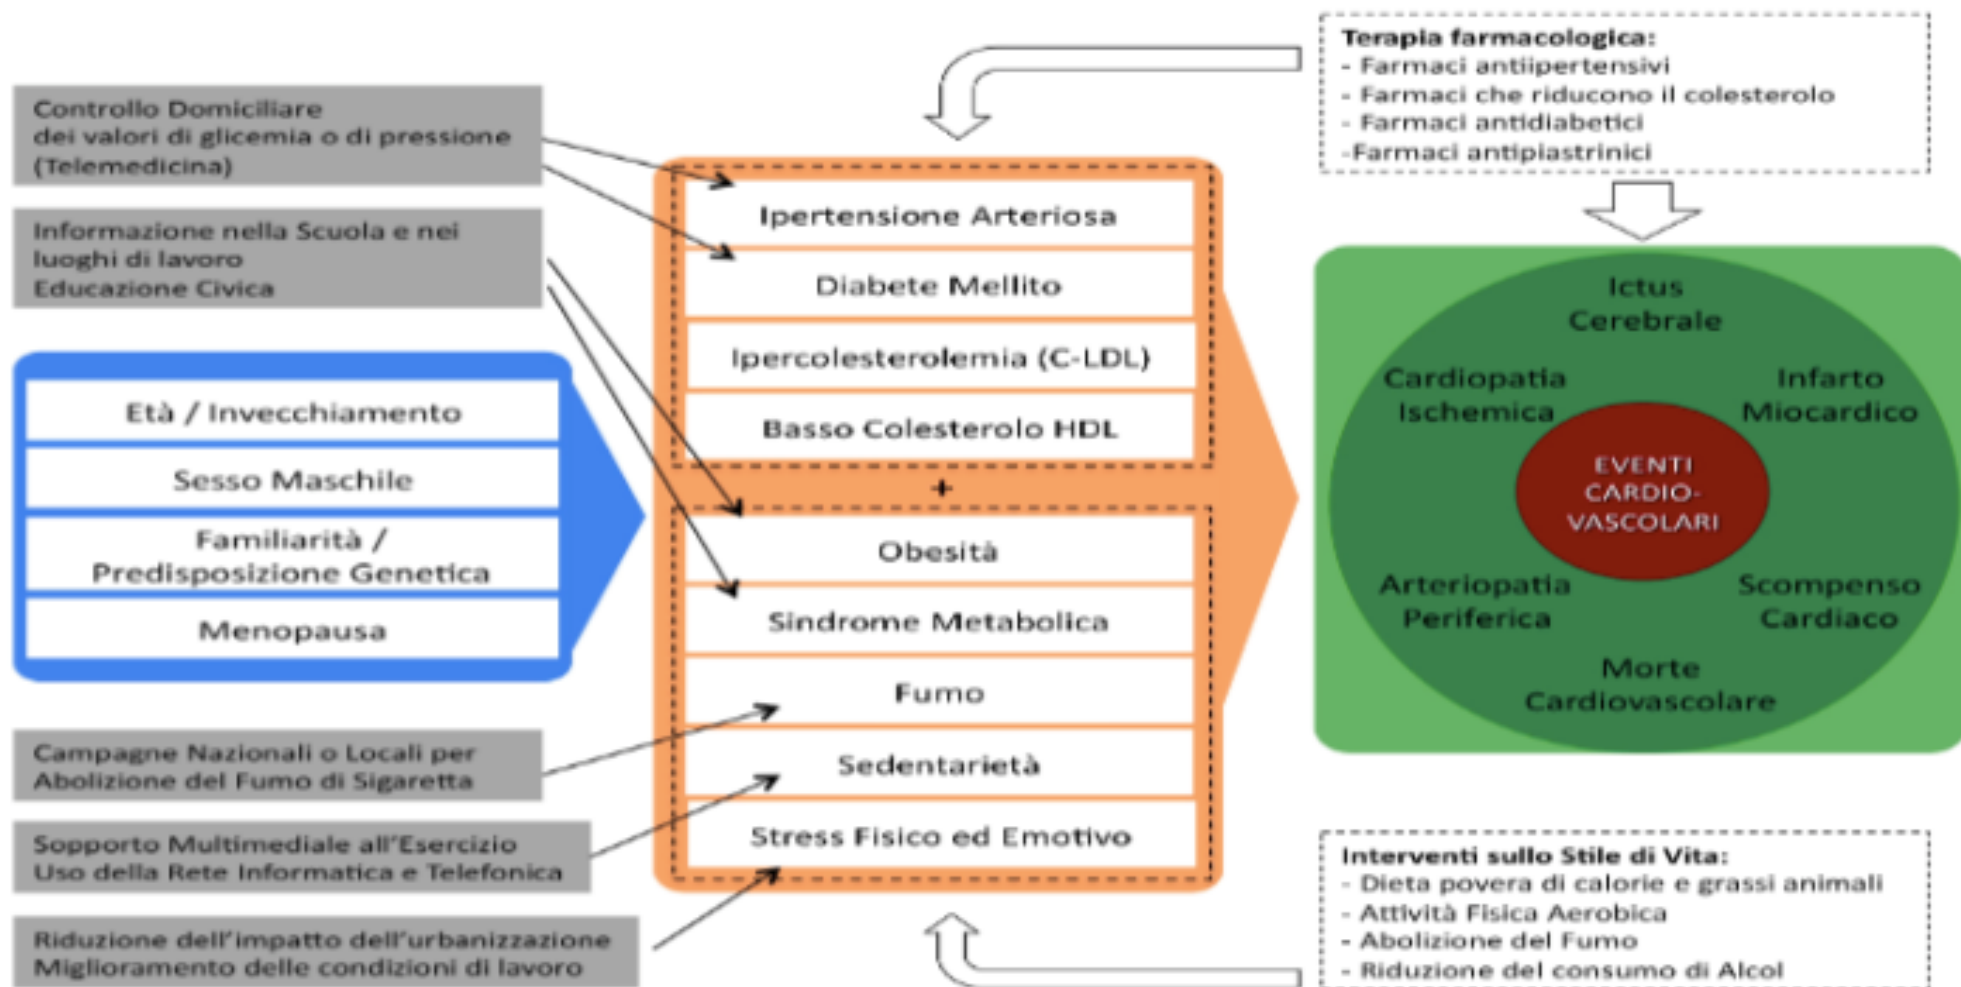 Controllo Domiciliare
dei valori di glicemia o di pressione
(Telemedicina)
Informazione nella Scuola e nei
luoghi di lavoro
Educazione Civica
Età / Invecchiamento
Sesso Maschile
Familiarità /
Predisposizione Genetica
Menopausa
Campagne Nazionali o Locali per
Abolizione del Fumo di Sigaretta
Sopporto Multimediale all'Esercizio
Uso della Rete Informatica e Telefonica
Riduzione dell'impatto dell'urbanizzazione
Miglioramento delle condizioni di lavoro
Ipertensione Arteriosa
Diabete Mellito
Ipercolesterolemia (C-LDL)
Basso Colesterolo HDL
+
Obesità
Sindrome Metabolica
Fumo
Sedentarietà
Stress Fisico ed Emotivo
Terapia farmacologica:
- Farmaci antiipertensivi
- Farmaci che riducono il colesterolo
- Farmaci antidiabetici
-Farmaci antipiastrinici
Ictus
Cerebrale
Cardiopatia
Ischemica
Infarto
Miocardico
EVENTI
CARDIO-
VASCOLARI
Arteriopatia
Periferica
Scompenso
Cardiaco
Morte
Cardiovascolare
Interventi sullo Stile di Vita:
- Dieta povera di calorie e grassi animali
- Attività Fisica Aerobica
- Abolizione del Fumo
- Riduzione del consumo di Alcol